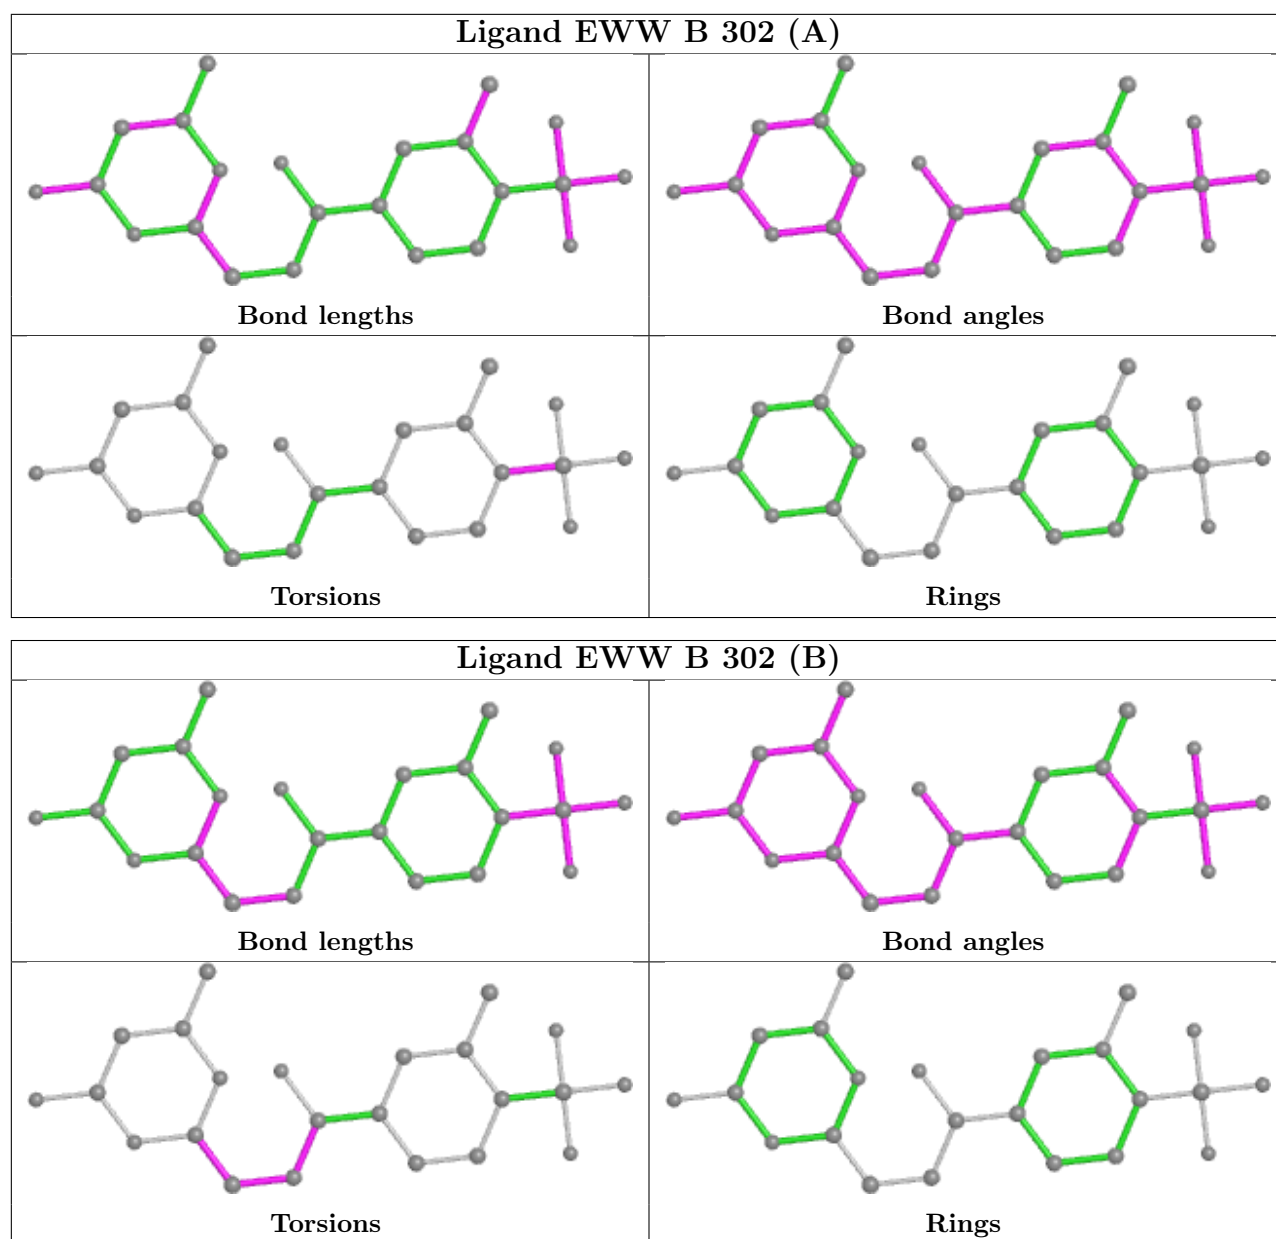 Ligand EWW B 302 (A)
Bond lengths
Bond angles
Torsions
Rings
Ligand EWW B 302 (B)
Bond lengths
Bond angles
Torsions
Rings